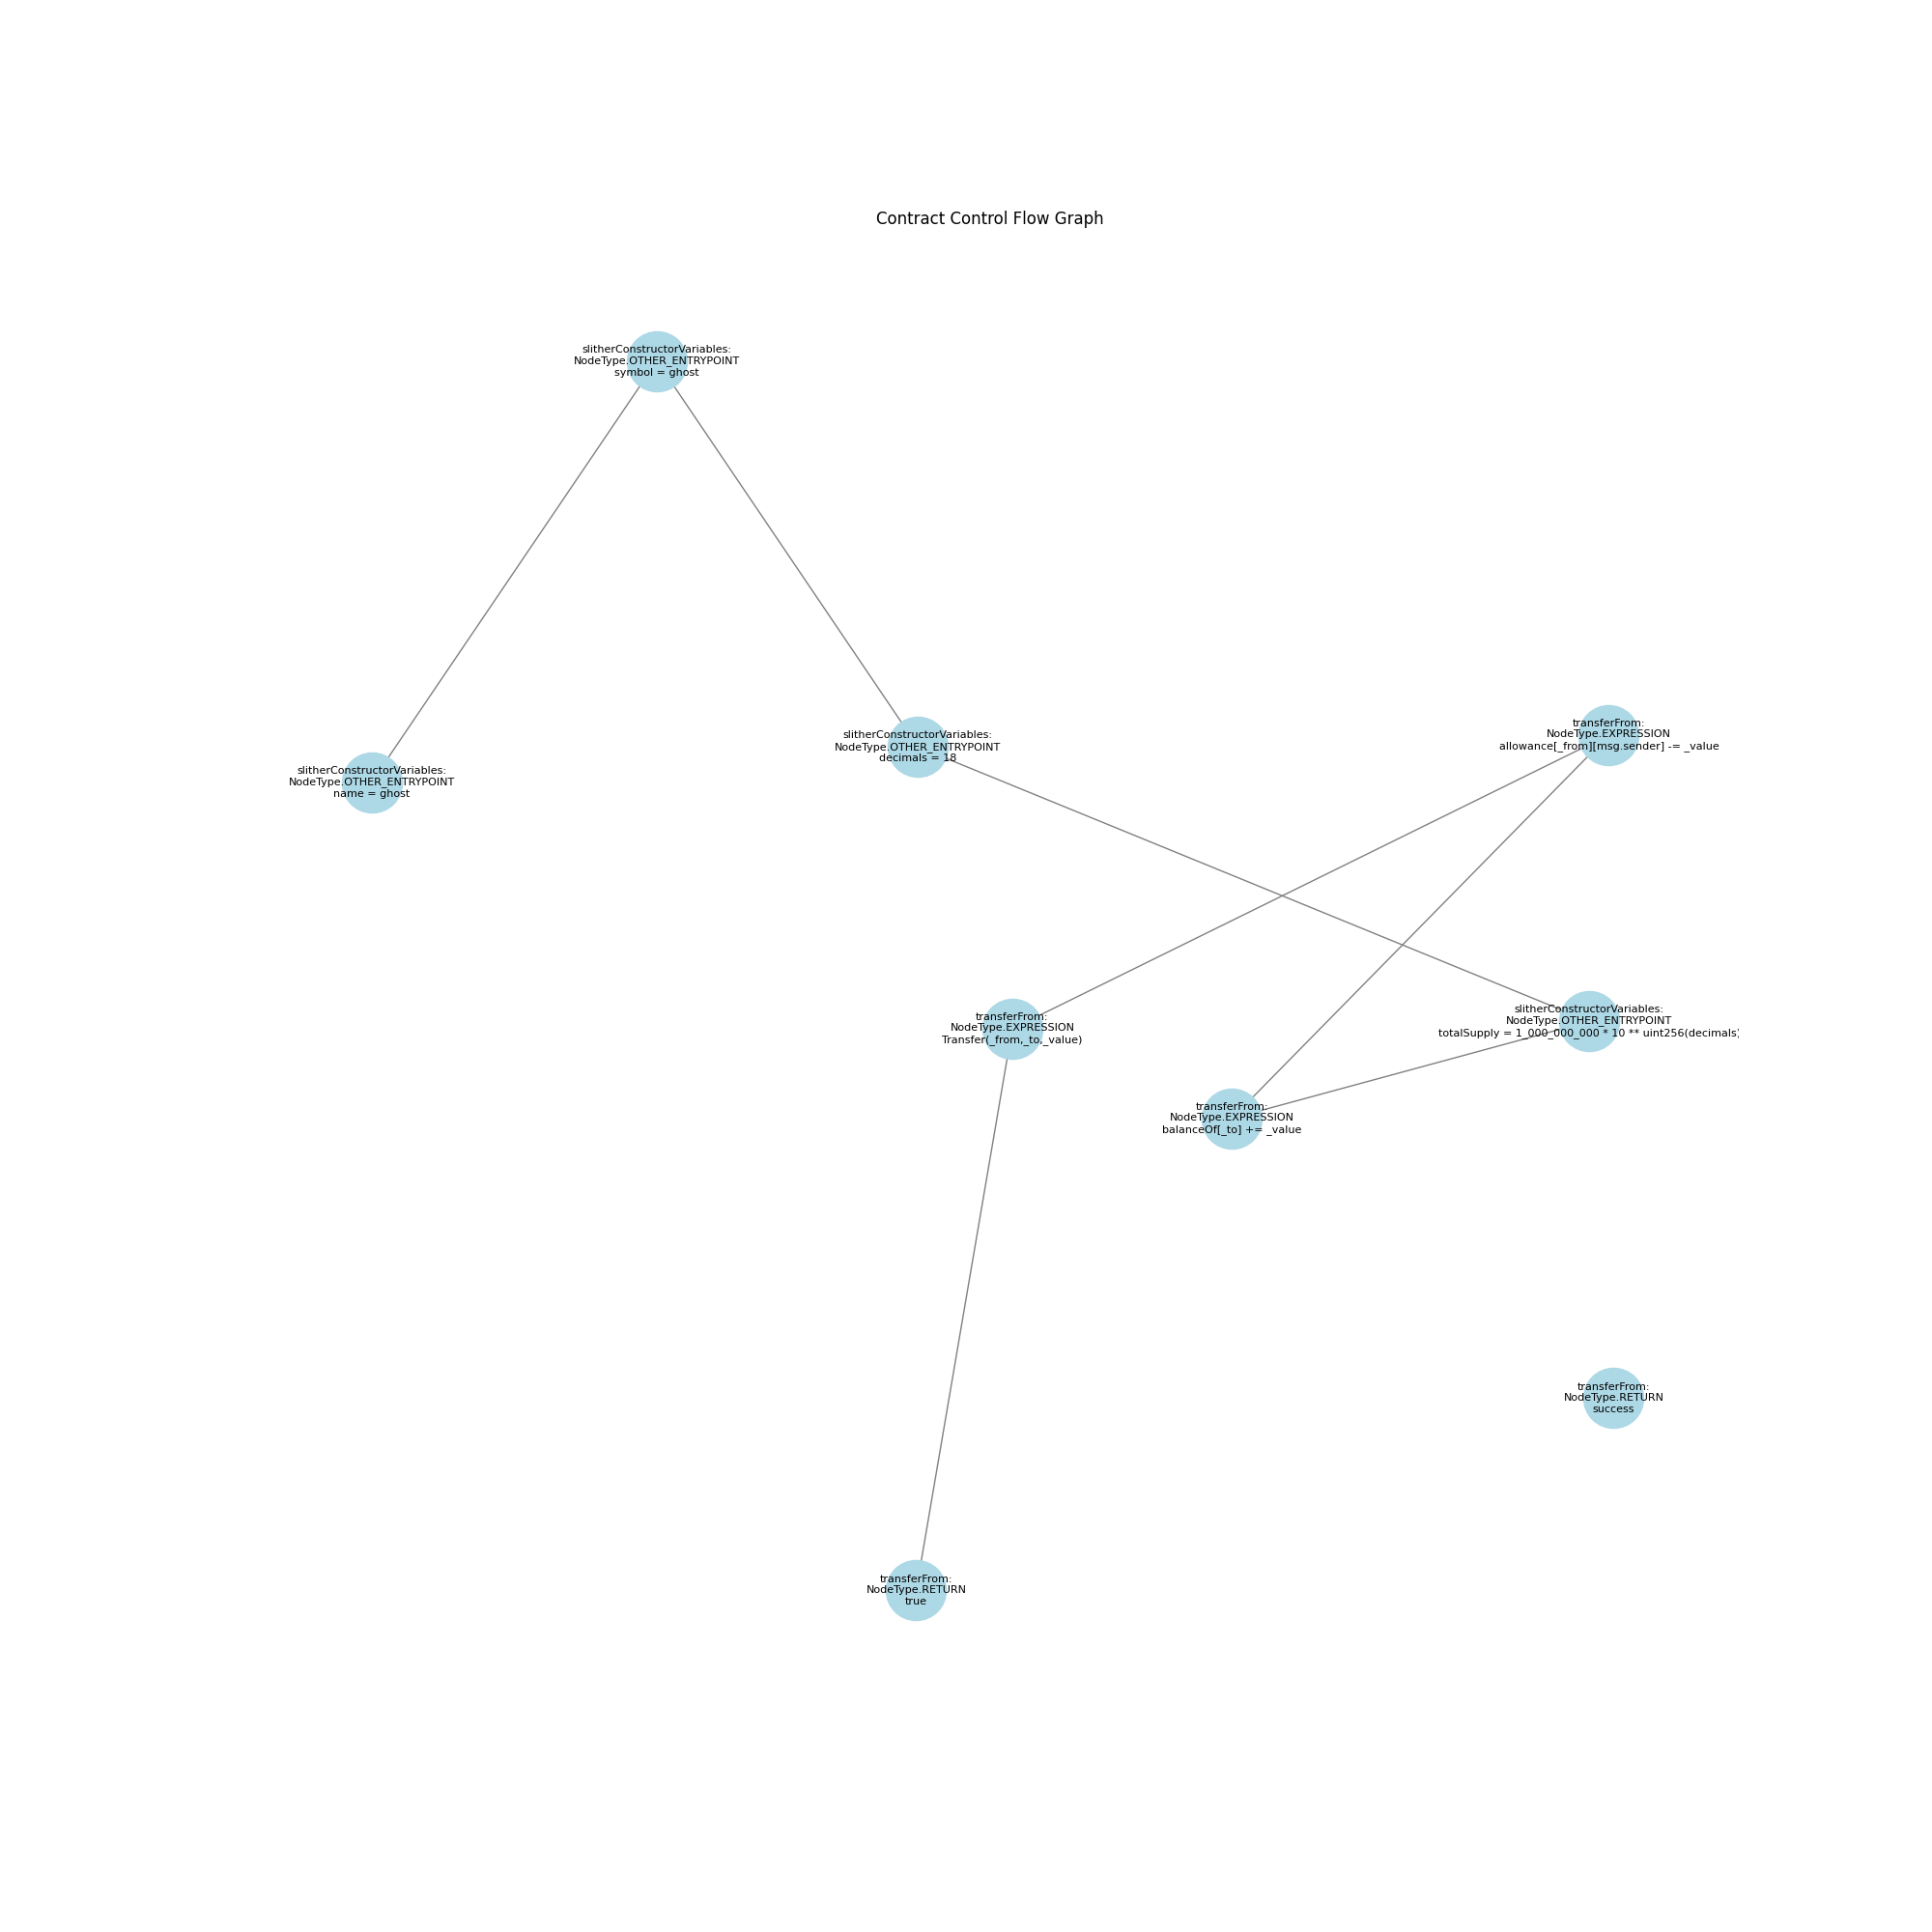 Contract Control Flow Graph
slitherConstructorVariables:
NodeType.OTHER_ENTRYPOINT
symbol = ghost
slitherConstructorVariables:
NodeType.OTHER_ENTRYPOINT
decimals = 18
transferFrom:
NodeType.EXPRESSION
allowance[_from][msg.sender] -= _value
slitherConstructorVariables:
NodeType.OTHER_ENTRYPOINT
name = ghost
transferFrom:
NodeType.EXPRESSION
Transfer(_from,_to,_value)
slitherConstructorVariables:
NodeType.OTHER_ENTRYPOINT
totalSupply = 1_000_000_000 * 10 ** uint256(decimals)
transferFrom:
NodeType.EXPRESSION
balanceOf[_to] += _value
transferFrom:
NodeType.RETURN
success
transferFrom:
NodeType.RETURN
true